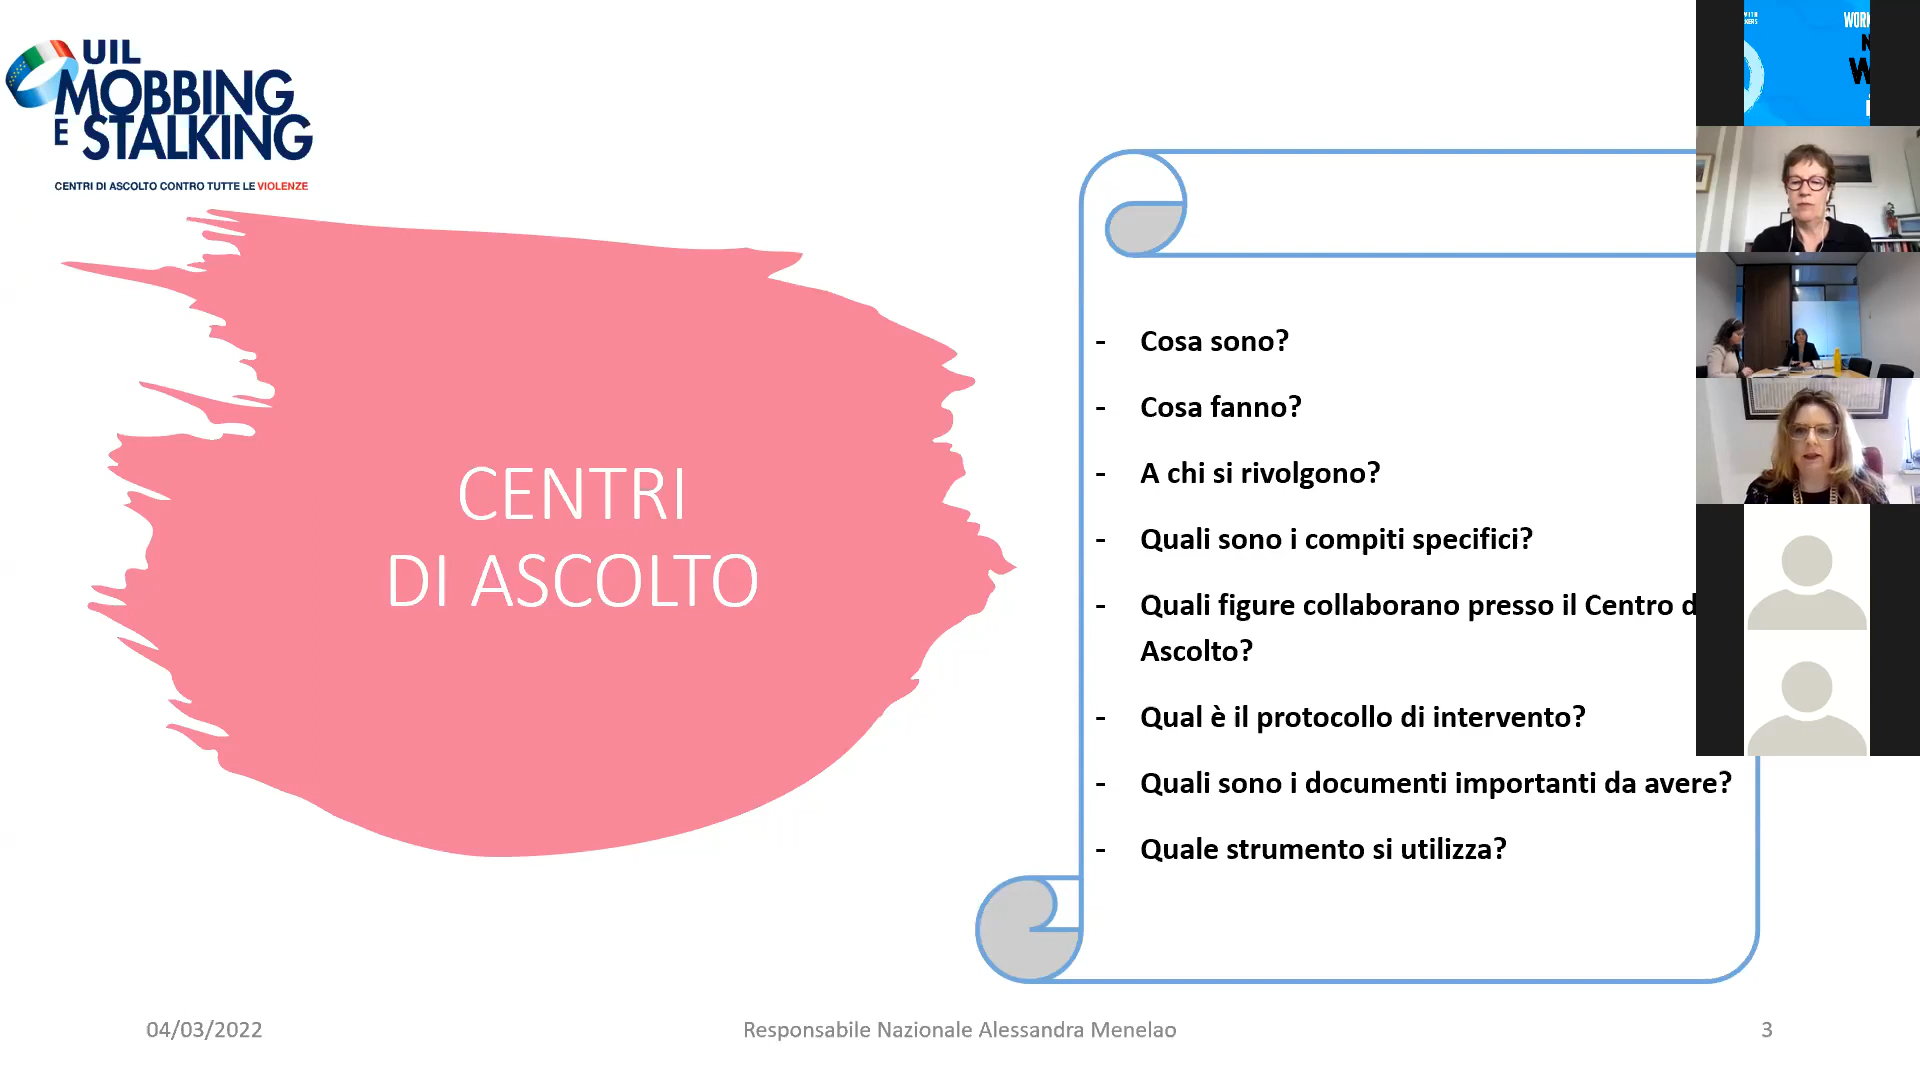 UIL
MOBBING
E STALKING
CENTRI DI ASCOLTO CONTRO TUTTE LE VIOLENZE
CENTRI
DI ASCOLTO
- Cosa sono?
- Cosa fanno?
- A chi si rivolgono?
- Quali sono i compiti specifici?
- Quali figure collaborano presso il Centro d
Ascolto?
- Qual è il protocollo di intervento?
- Quali sono i documenti importanti da avere?
- Quale strumento si utilizza?
04/03/2022
Responsabile Nazionale Alessandra Menelao
3